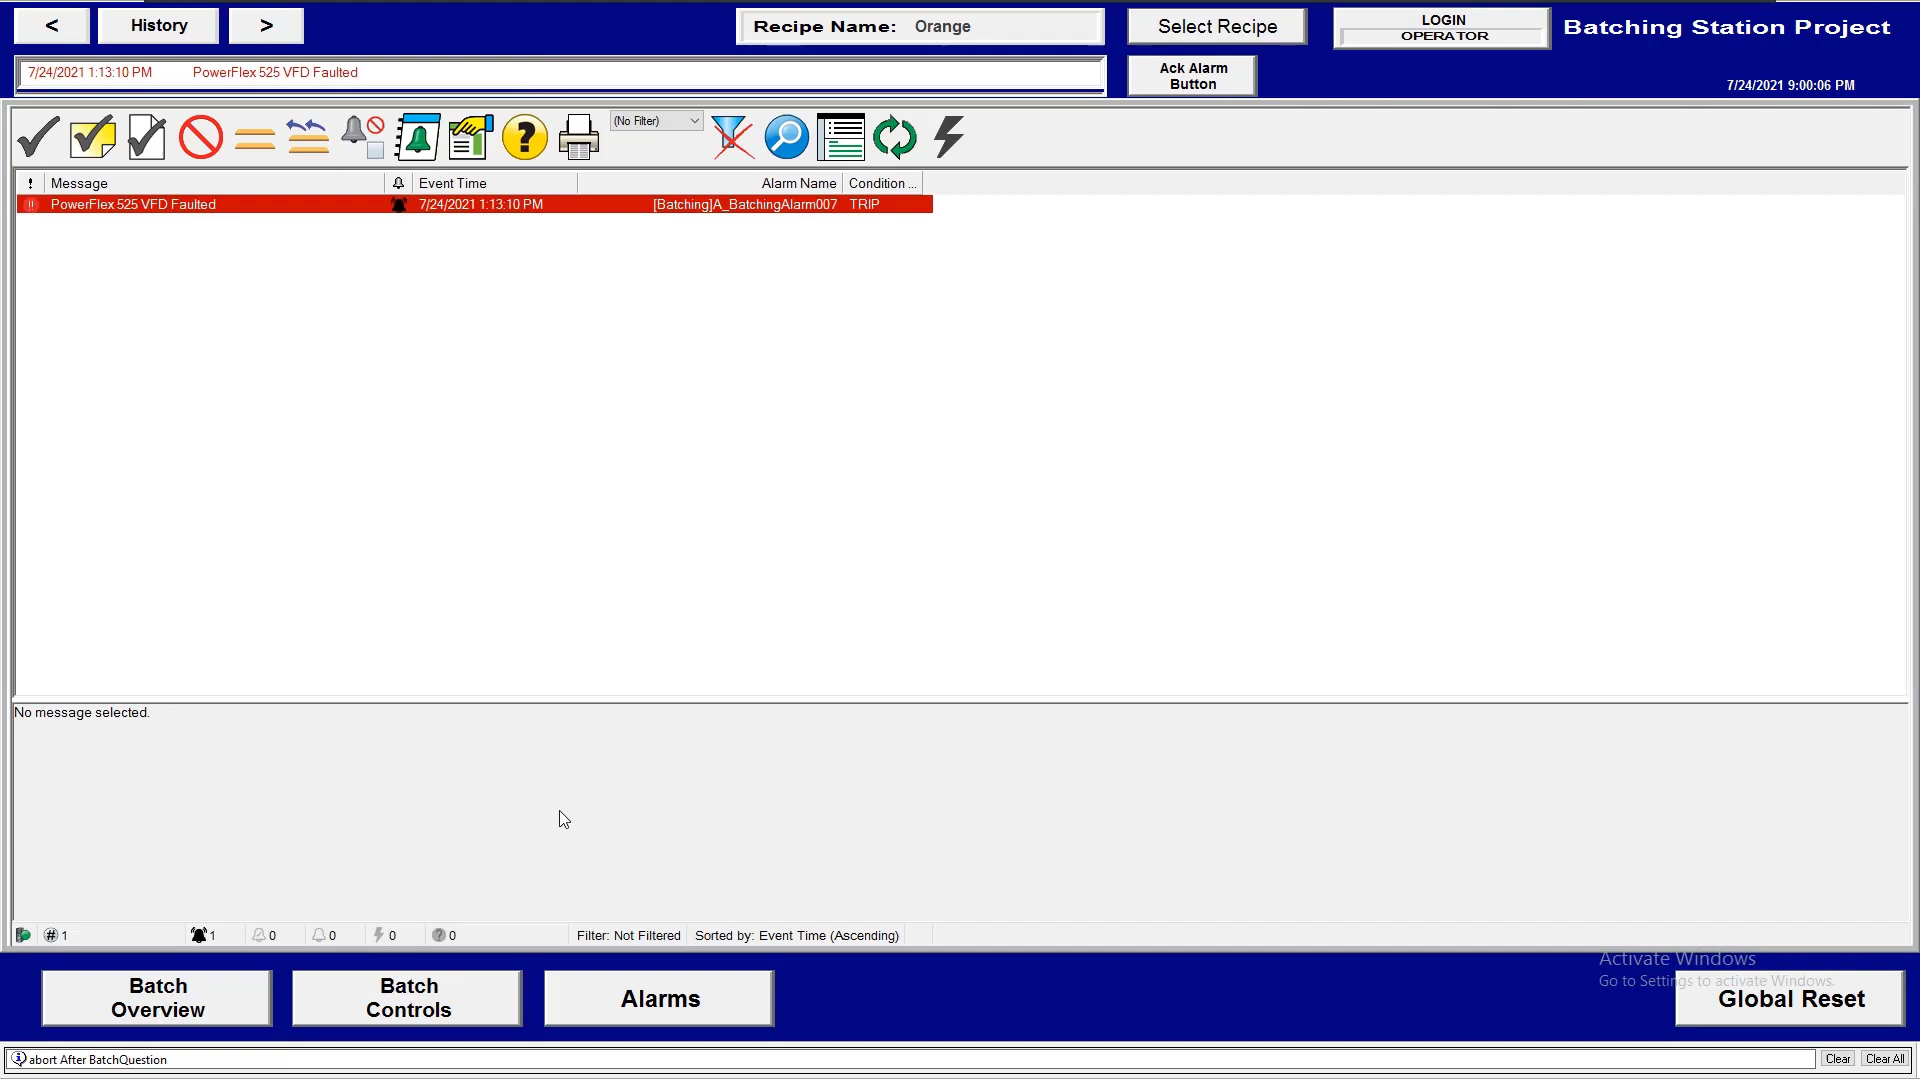 < History >
Recipe Name: Orange
Select Recipe
LOGIN
OPERATOR
Batching Station Project
7/24/2021 1:13:10 PM PowerFlex 525 VFD Faulted
Ack Alarm
Button
7/24/2021 9:00:06 PM
(No Filter)
! Message Event Time Alarm Name Condition ...
PowerFlex 525 VFD Faulted 7/24/2021 1:13:10 PM [Batching]A_BatchingAlarm007 TRIP
No message selected.
# 1 1 0 0 0 ? 0 Filter: Not Filtered Sorted by: Event Time (Ascending)
Activate Windows
Go to Settings to activate Windows.
Batch
Overview
Batch
Controls
Alarms
Global Reset
abort After BatchQuestion
Clear Clear All